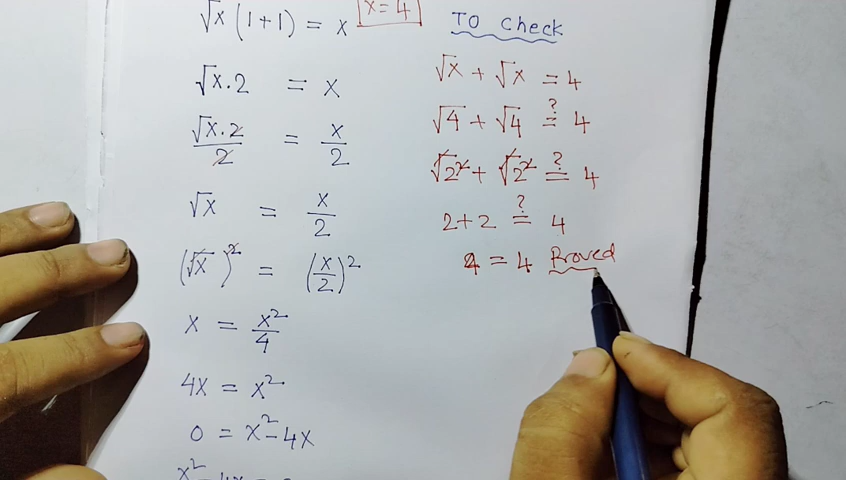 √x (1+1) = x
x = 4
√x . 2 = x
√x . 2 / 2 = x / 2
√x = x / 2
(√x)² = (x/2)²
x = x² / 4
4x = x²
0 = x² - 4x
To Check
√x + √x = 4
√4 + √4 ≟ 4
√2² + √2² ≟ 4
2 + 2 ≟ 4
4 = 4 Proved